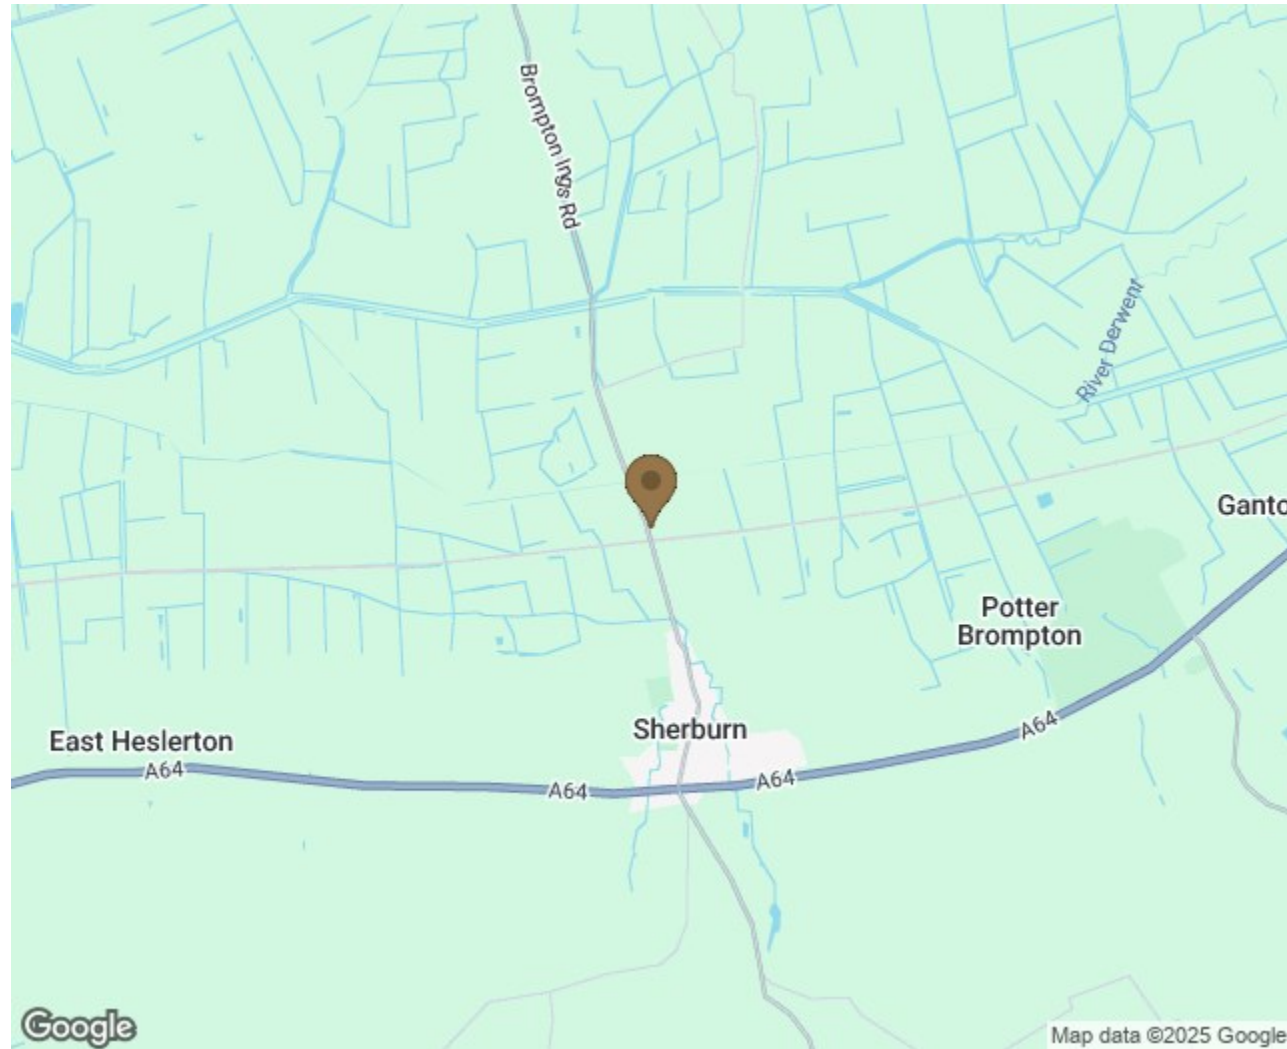 Brompton Ings Rd
River Derwent
Ganto
Potter
Brompton
Sherburn
East Heslerton
A64
A64
A64
A64
Google
Map data ©2025 Google